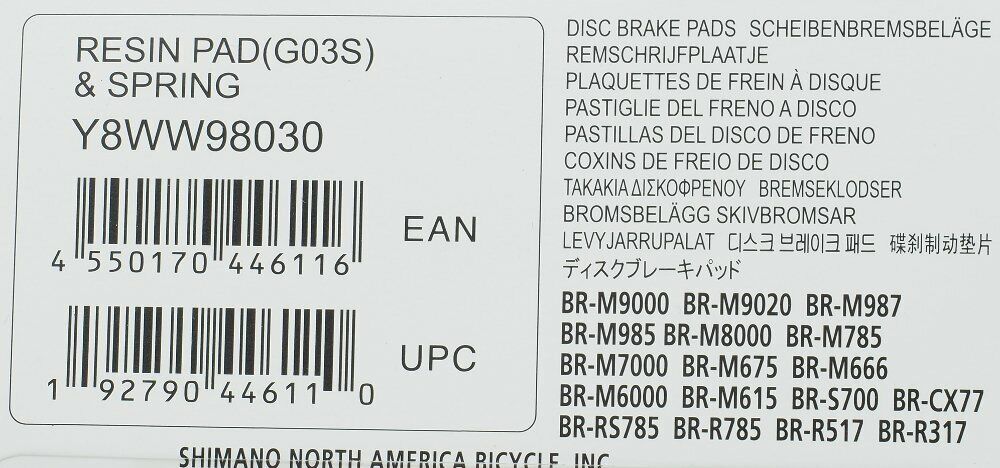 RESIN PAD(G03S)
& SPRING
Y8WW98030
EAN
4 550170 446116
UPC
1 92790 44611 0
DISC BRAKE PADS SCHEIBENBREMSBELÄGE
REMSCHRIJFPLAATJE
PLAQUETTES DE FREIN À DISQUE
PASTIGLIE DEL FRENO A DISCO
PASTILLAS DEL DISCO DE FRENO
COXINS DE FREIO DE DISCO
ΤΑΚΑΚΙΑ ΔΙΣΚΟΦΡΕΝΟΥ BREMSEKLODSER
BROMSBELÄGG SKIVBROMSAR
LEVYJARRUPALAT 디스크 브레이크 패드 碟刹制动垫片
ディスクブレーキパッド
BR-M9000 BR-M9020 BR-M987
BR-M985 BR-M8000 BR-M785
BR-M7000 BR-M675 BR-M666
BR-M6000 BR-M615 BR-S700 BR-CX77
BR-RS785 BR-R785 BR-R517 BR-R317
SHIMANO NORTH AMERICA BICYCLE, INC.